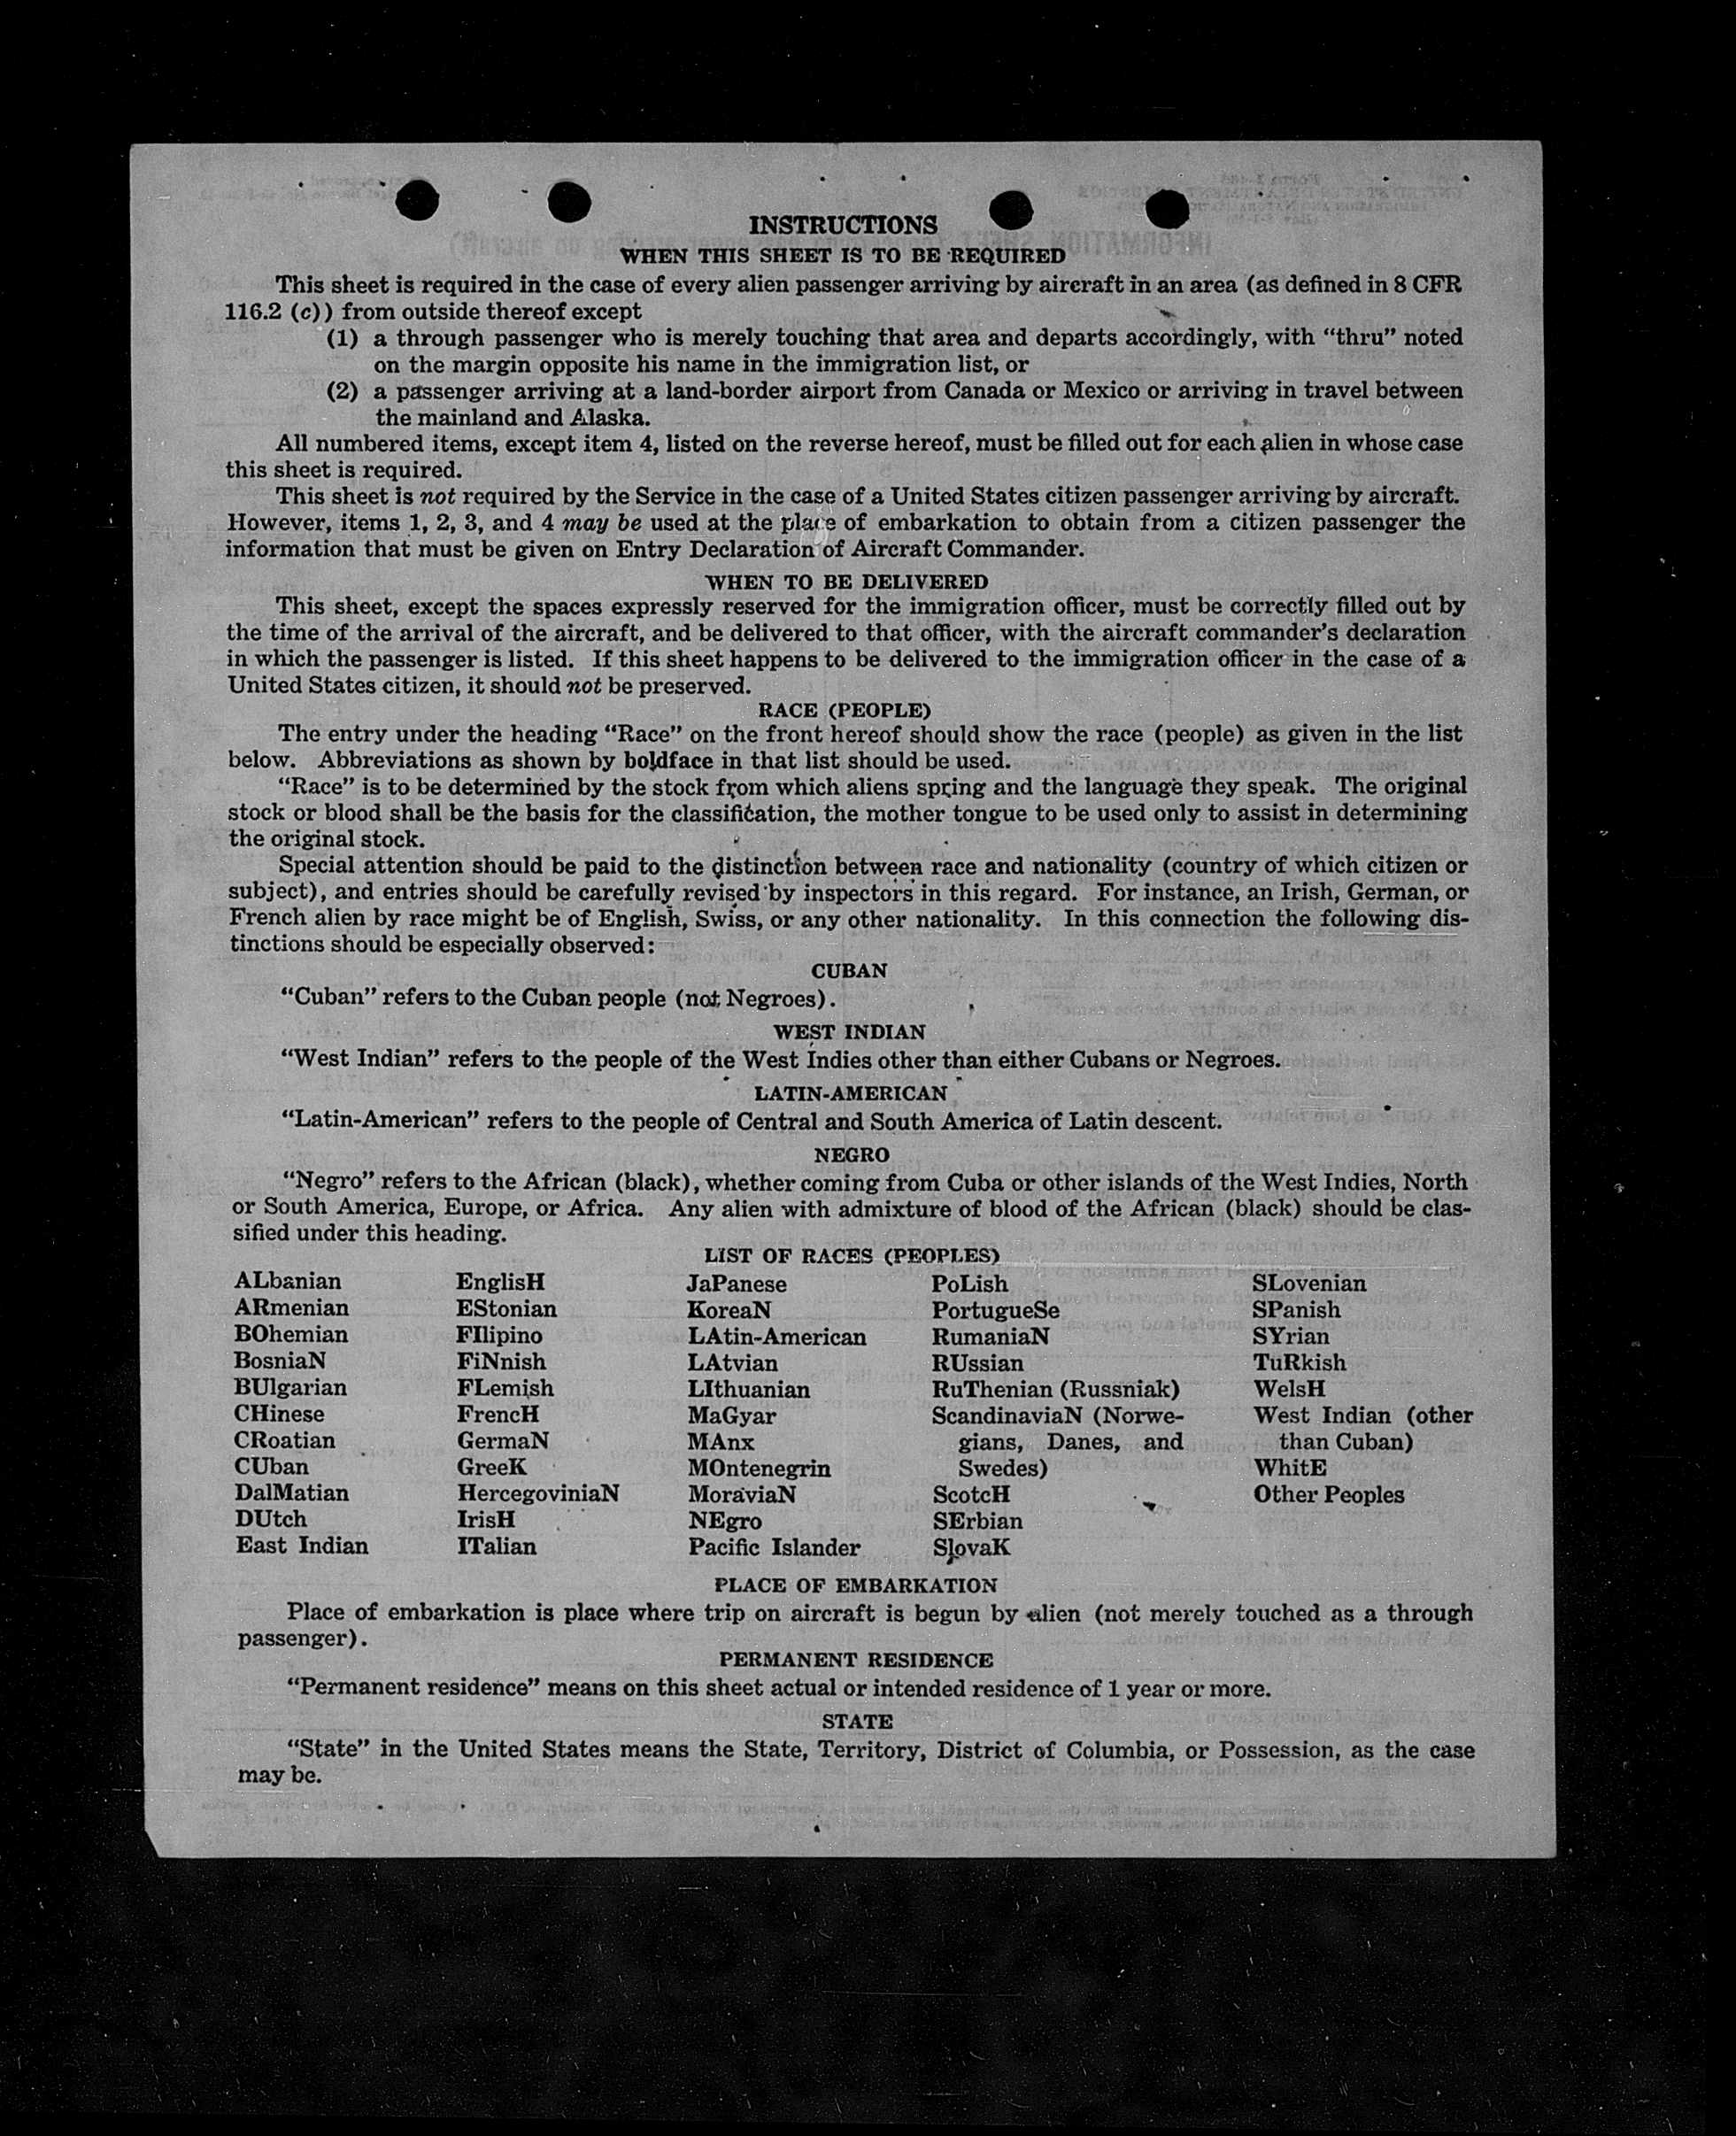 INSTRUCTIONS
WHEN THIS SHEET IS TO BE REQUIRED
This sheet is required in the case of every alien passenger arriving by aircraft in an area (as defined in 8 CFR
116.2 (c)) from outside thereof except
(1) a through passenger who is merely touching that area and departs accordingly, with “thru” noted
on the margin opposite his name in the immigration list, or
(2) a passenger arriving at a land-border airport from Canada or Mexico or arriving in travel between
the mainland and Alaska.
All numbered items, except item 4, listed on the reverse hereof, must be filled out for each alien in whose case
this sheet is required.
This sheet is not required by the Service in the case of a United States citizen passenger arriving by aircraft.
However, items 1, 2, 3, and 4 may be used at the place of embarkation to obtain from a citizen passenger the
information that must be given on Entry Declaration of Aircraft Commander.
WHEN TO BE DELIVERED
This sheet, except the spaces expressly reserved for the immigration officer, must be correctly filled out by
the time of the arrival of the aircraft, and be delivered to that officer, with the aircraft commander’s declaration
in which the passenger is listed. If this sheet happens to be delivered to the immigration officer in the case of a
United States citizen, it should not be preserved.
RACE (PEOPLE)
The entry under the heading “Race” on the front hereof should show the race (people) as given in the list
below. Abbreviations as shown by boldface in that list should be used.
“Race” is to be determined by the stock from which aliens spring and the language they speak. The original
stock or blood shall be the basis for the classification, the mother tongue to be used only to assist in determining
the original stock.
Special attention should be paid to the distinction between race and nationality (country of which citizen or
subject), and entries should be carefully revised by inspectors in this regard. For instance, an Irish, German, or
French alien by race might be of English, Swiss, or any other nationality. In this connection the following dis-
tinctions should be especially observed:
CUBAN
“Cuban” refers to the Cuban people (not Negroes).
WEST INDIAN
“West Indian” refers to the people of the West Indies other than either Cubans or Negroes.
LATIN-AMERICAN
“Latin-American” refers to the people of Central and South America of Latin descent.
NEGRO
“Negro” refers to the African (black), whether coming from Cuba or other islands of the West Indies, North
or South America, Europe, or Africa. Any alien with admixture of blood of the African (black) should be clas-
sified under this heading.
LIST OF RACES (PEOPLES)
ALbanian
ARmenian
BOhemian
BosniaN
BUlgarian
CHinese
CRoatian
CUban
DalMatian
DUtch
East Indian
EnglisH
EStonian
FIlipino
FiNnish
FLemish
FrencH
GermaN
GreeK
HercegoviniaN
IrisH
ITalian
JaPanese
KoreaN
LAtin-American
LAtvian
LIthuanian
MaGyar
MAnx
MOntenegrin
MoraviaN
NEgro
Pacific Islander
PoLish
PortugueSe
RumaniaN
RUssian
RuThenian (Russniak)
ScandinaviaN (Norwe-
gians, Danes, and
Swedes)
ScotcH
SErbian
SlovaK
SLovenian
SPanish
SYrian
TuRkish
WelsH
West Indian (other
than Cuban)
WhitE
Other Peoples
PLACE OF EMBARKATION
Place of embarkation is place where trip on aircraft is begun by alien (not merely touched as a through
passenger).
PERMANENT RESIDENCE
“Permanent residence” means on this sheet actual or intended residence of 1 year or more.
STATE
“State” in the United States means the State, Territory, District of Columbia, or Possession, as the case
may be.